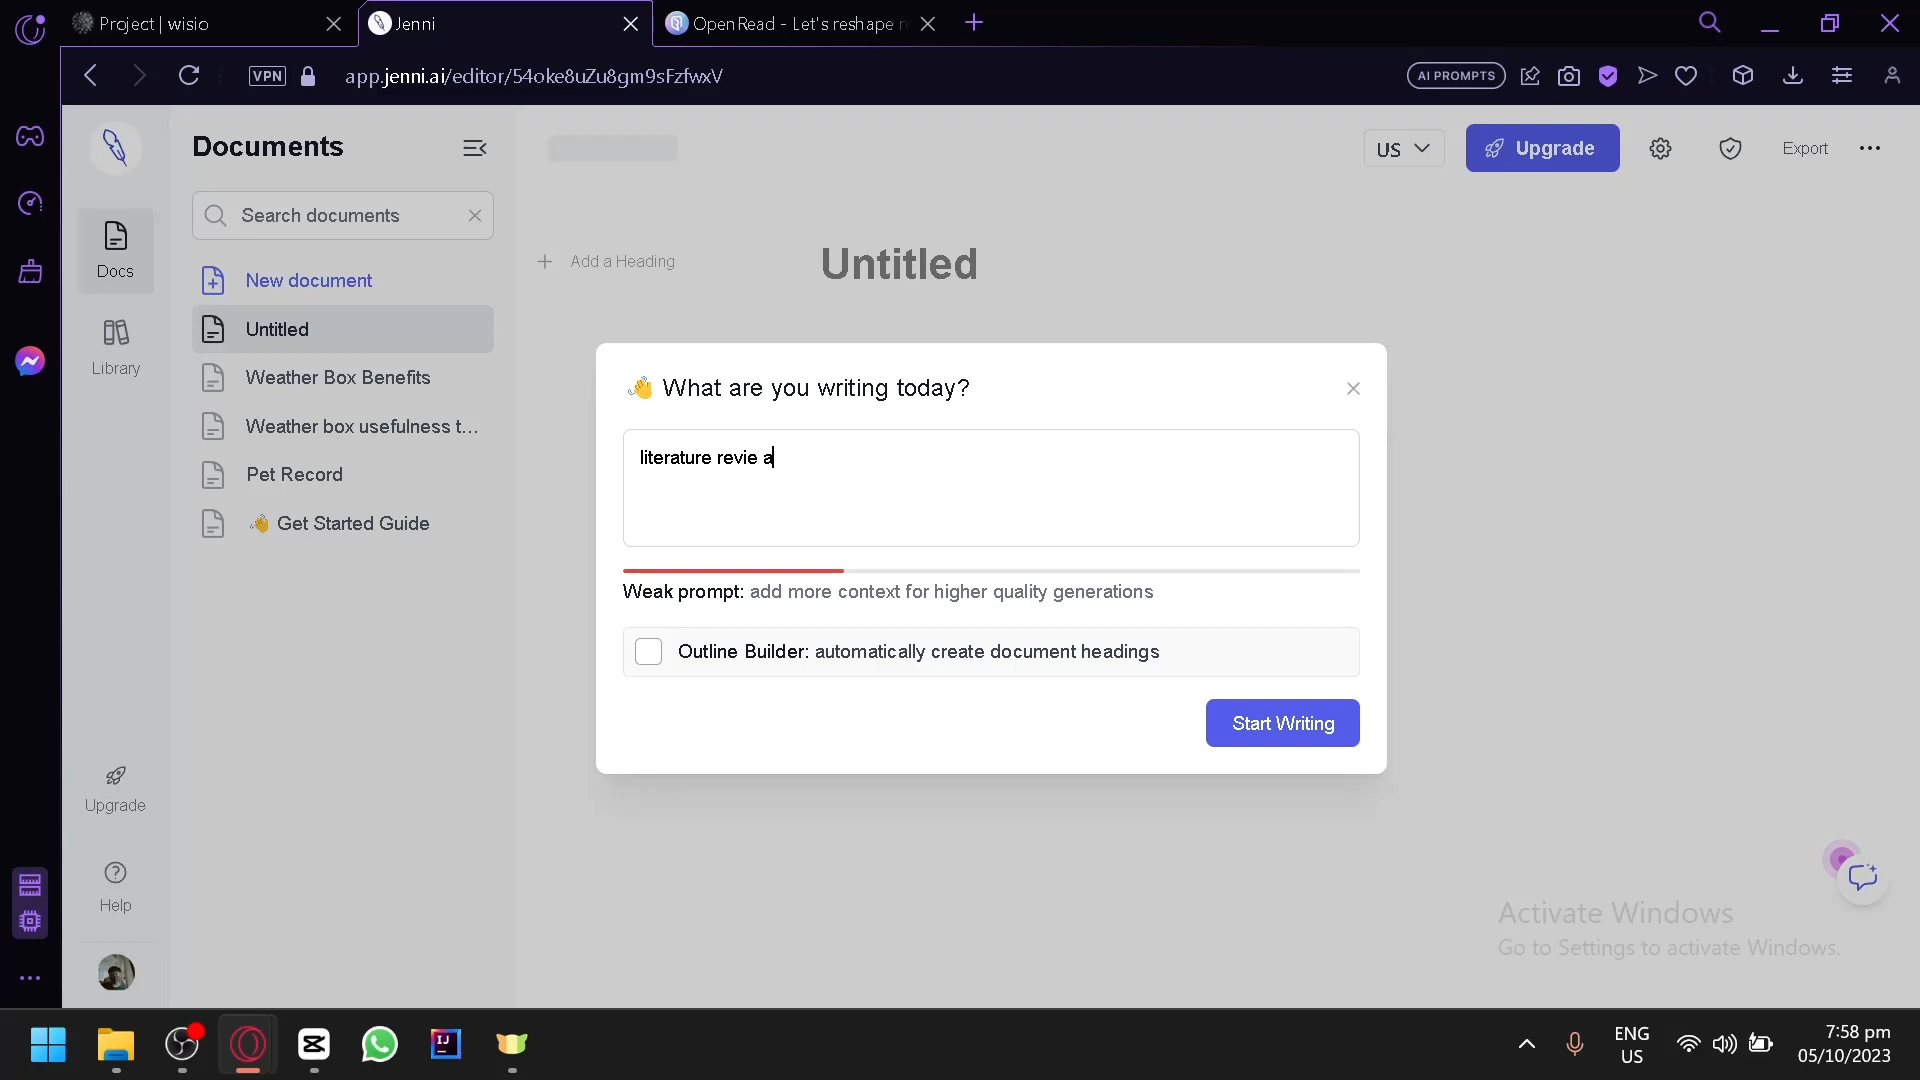 Project | wisio
Jenni
OpenRead - Let's reshape r
VPN
app.jenni.ai/editor/54oke8uZu8gm9sFzfwxV
AI PROMPTS
Documents
US
Upgrade
Export
Search documents
Docs
Add a Heading
Untitled
New document
Untitled
Library
Weather Box Benefits
What are you writing today?
Weather box usefulness t...
literature revie a
Pet Record
Get Started Guide
Weak prompt: add more context for higher quality generations
Outline Builder: automatically create document headings
Start Writing
Upgrade
Help
Activate Windows
Go to Settings to activate Windows.
IJ
ENG
US
7:58 pm
05/10/2023